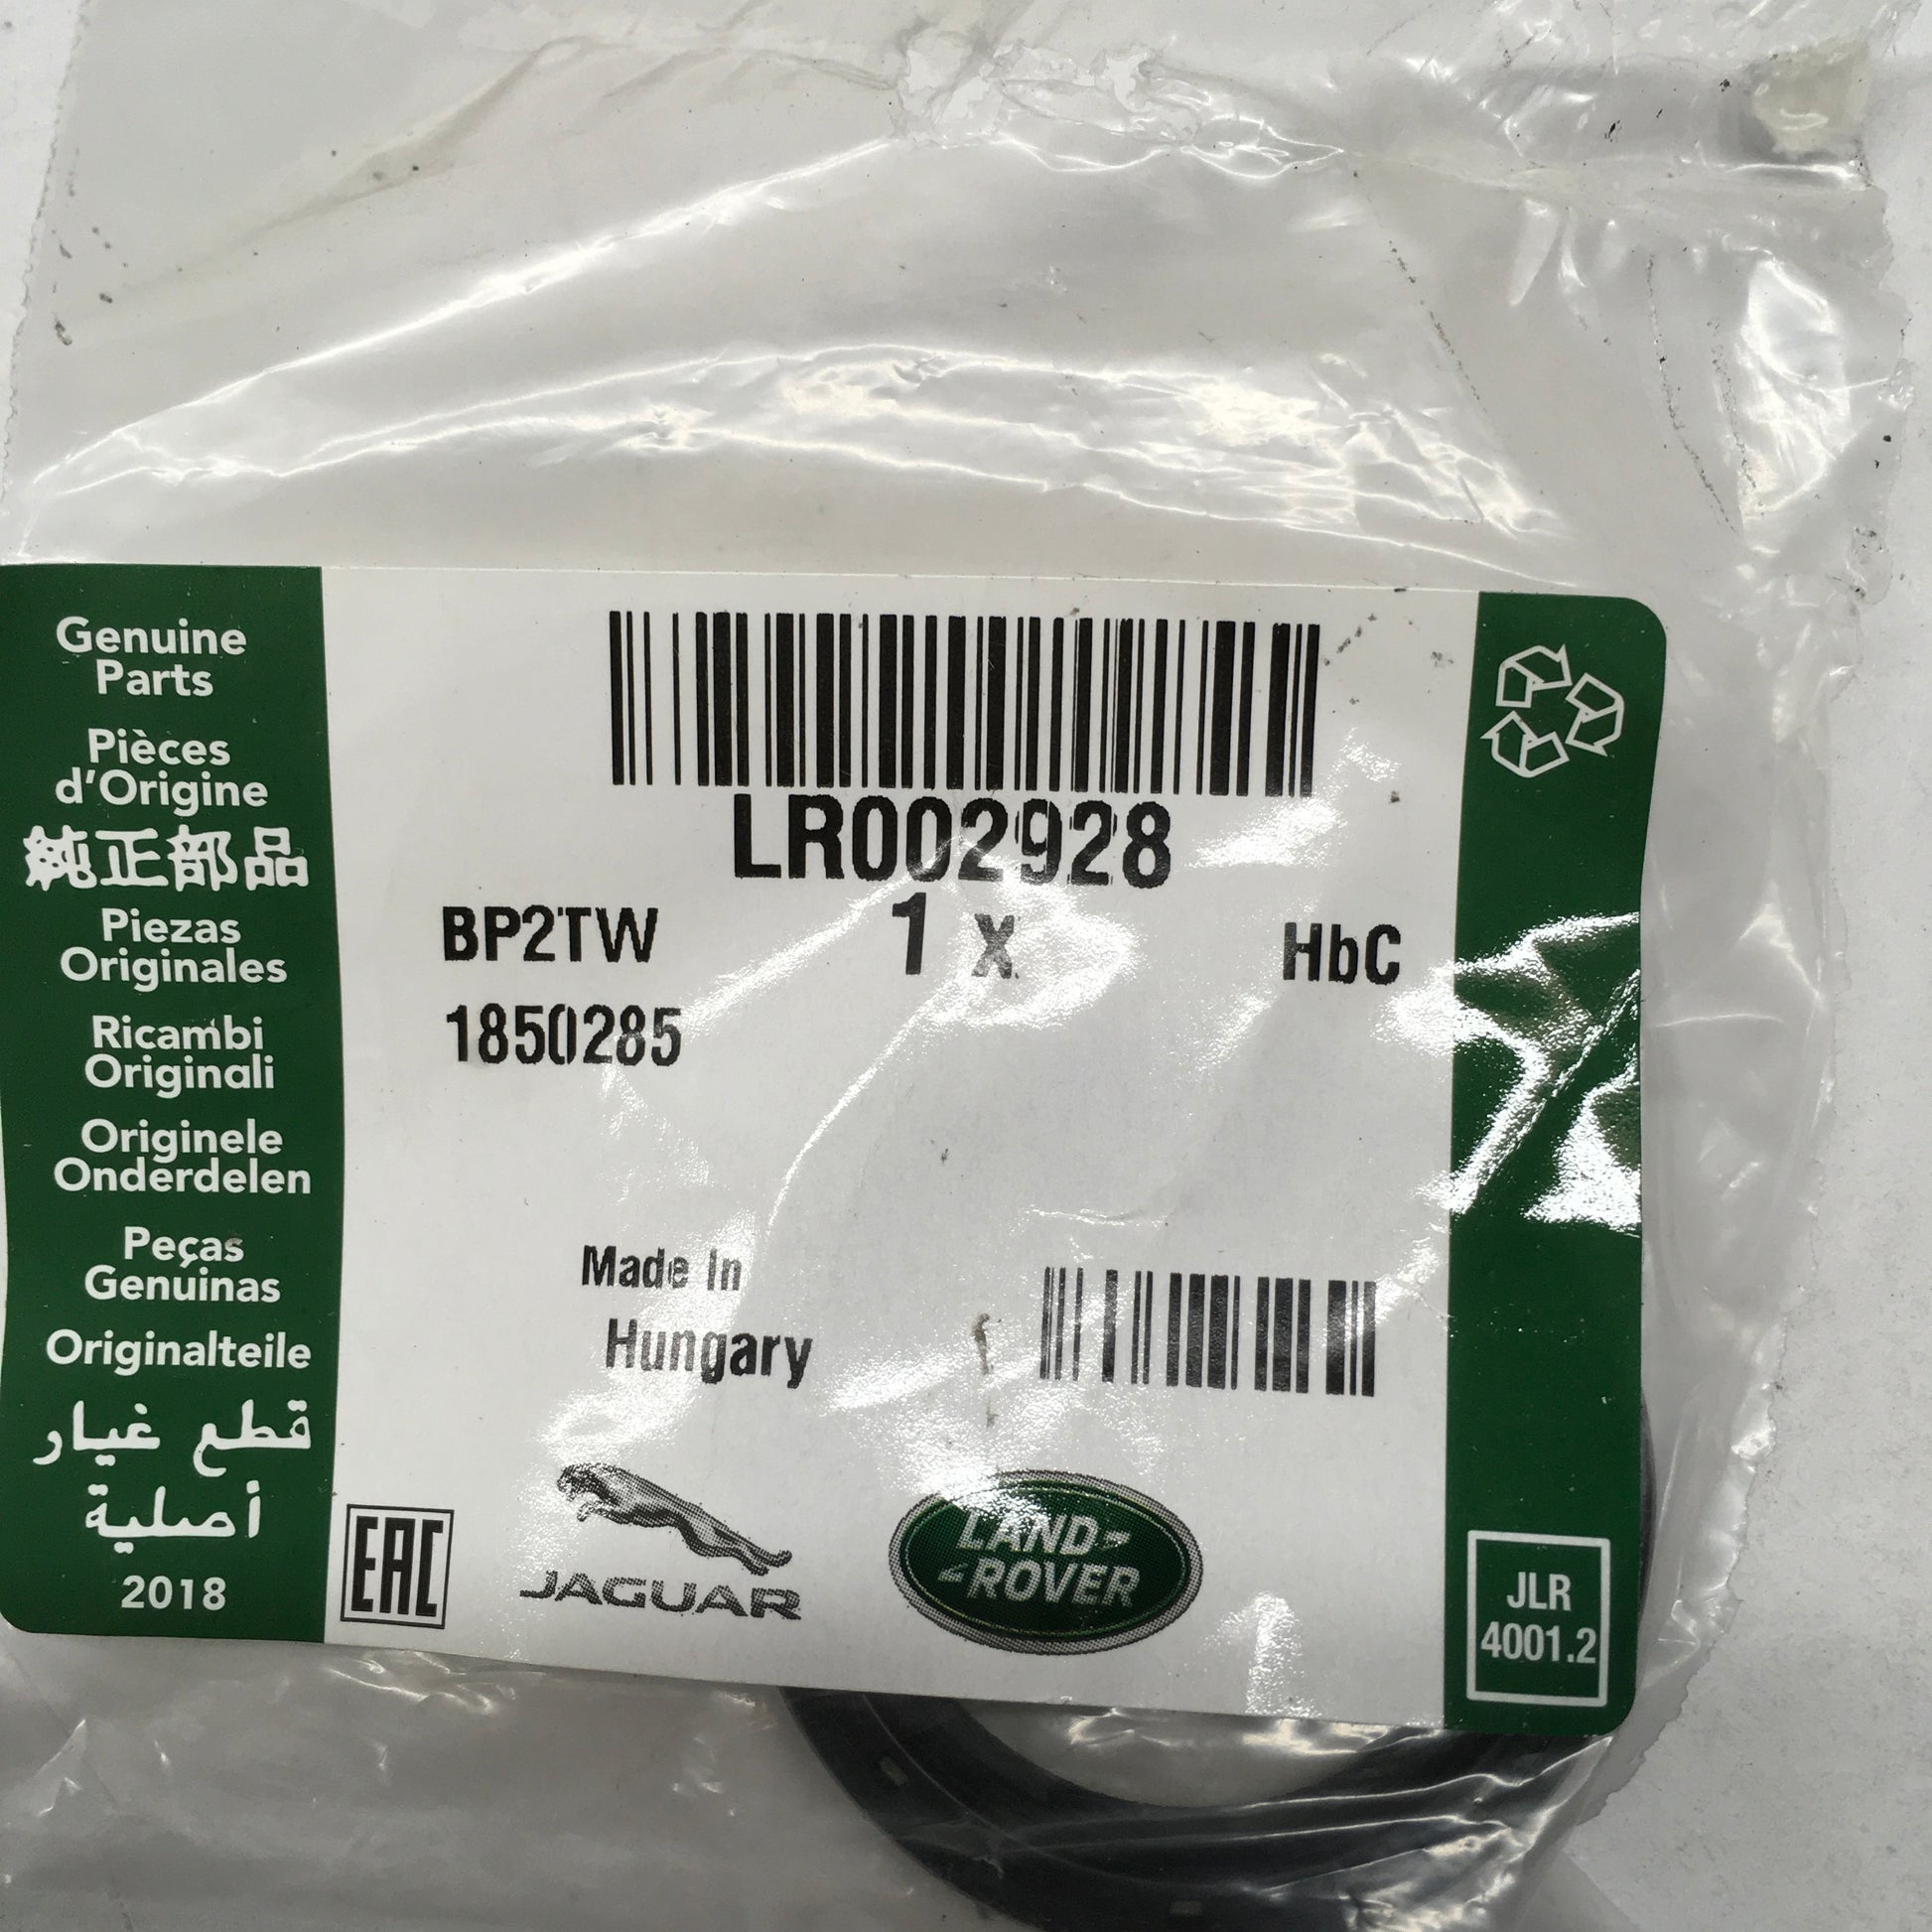 Genuine
Parts
Pièces
d'Origine
純正部品
Piezas
Originales
Ricambi
Originali
Originele
Onderdelen
Peças
Genuinas
Originalteile
قطع غيار
أصلية
2018
LR002928
BP2TW 1 x HbC
1850285
Made In
Hungary
EAC
JAGUAR
LAND-
-ROVER
JLR
4001.2